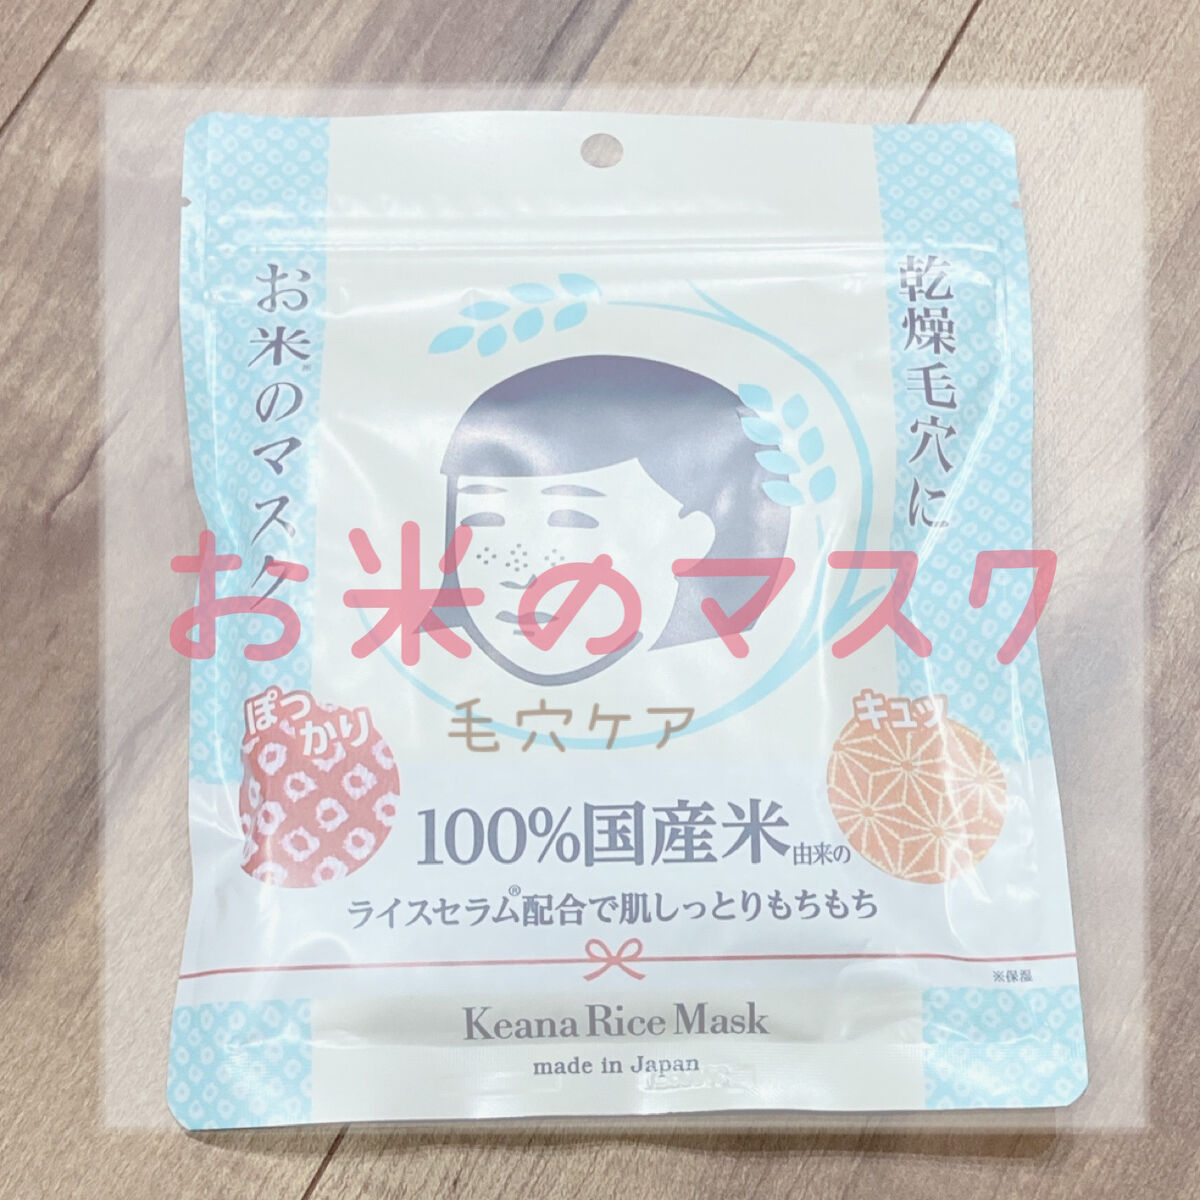 乾燥毛穴に
お米のマスク
お米のマスク
毛穴ケア
ぽっかり
キュッ
100%国産米由来の
ライスセラム®配合で肌しっとりもちもち
※保湿
Keana Rice Mask
made in Japan